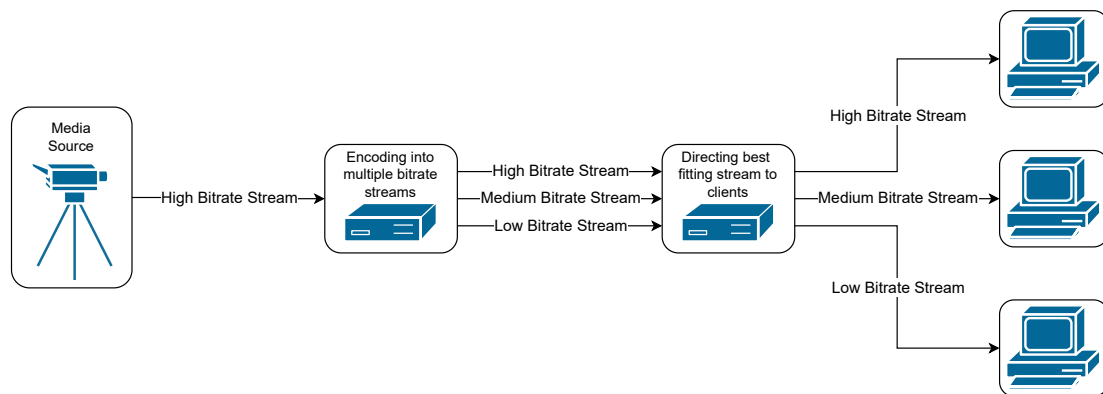 Media
Source
High Bitrate Stream
Encoding into
multiple bitrate
streams
High Bitrate Stream
Medium Bitrate Stream
Low Bitrate Stream
Directing best
fitting stream to
clients
High Bitrate Stream
Medium Bitrate Stream
Low Bitrate Stream